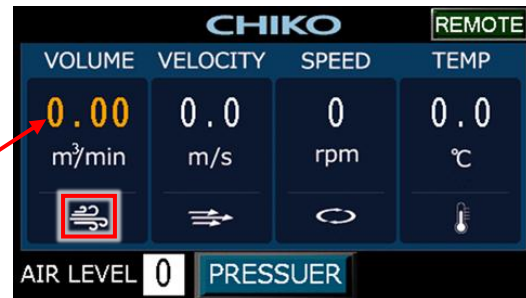 CHIKO REMOTE
VOLUME VELOCITY SPEED TEMP
0.00 0.0 0 0.0
m³/min m/s rpm ℃
AIR LEVEL 0 PRESSUER